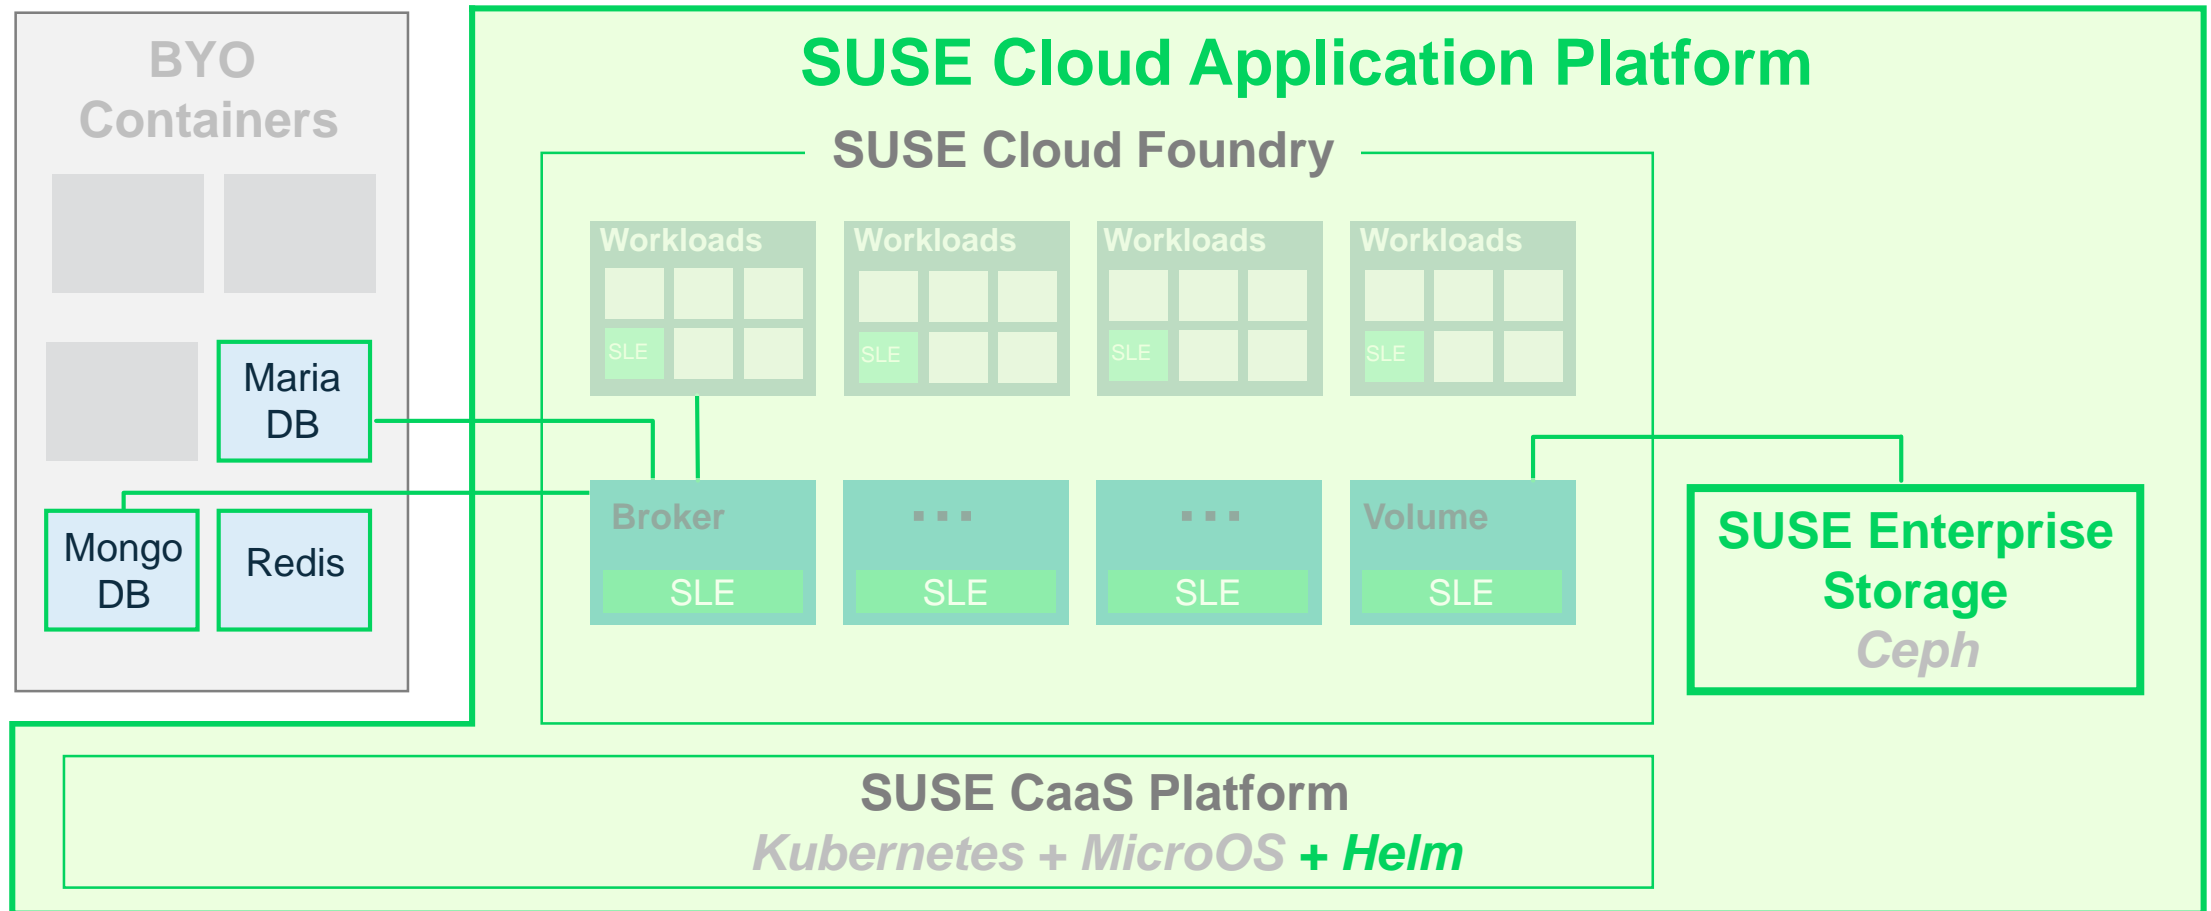 BYO
Containers
Maria
DB
Mongo
DB
Redis
SUSE Cloud Application Platform
SUSE Cloud Foundry
Workloads
SLE
Workloads
SLE
Workloads
SLE
Workloads
SLE
Broker
SLE
...
SLE
...
SLE
Volume
SLE
SUSE Enterprise
Storage
Ceph
SUSE CaaS Platform
Kubernetes + MicroOS + Helm